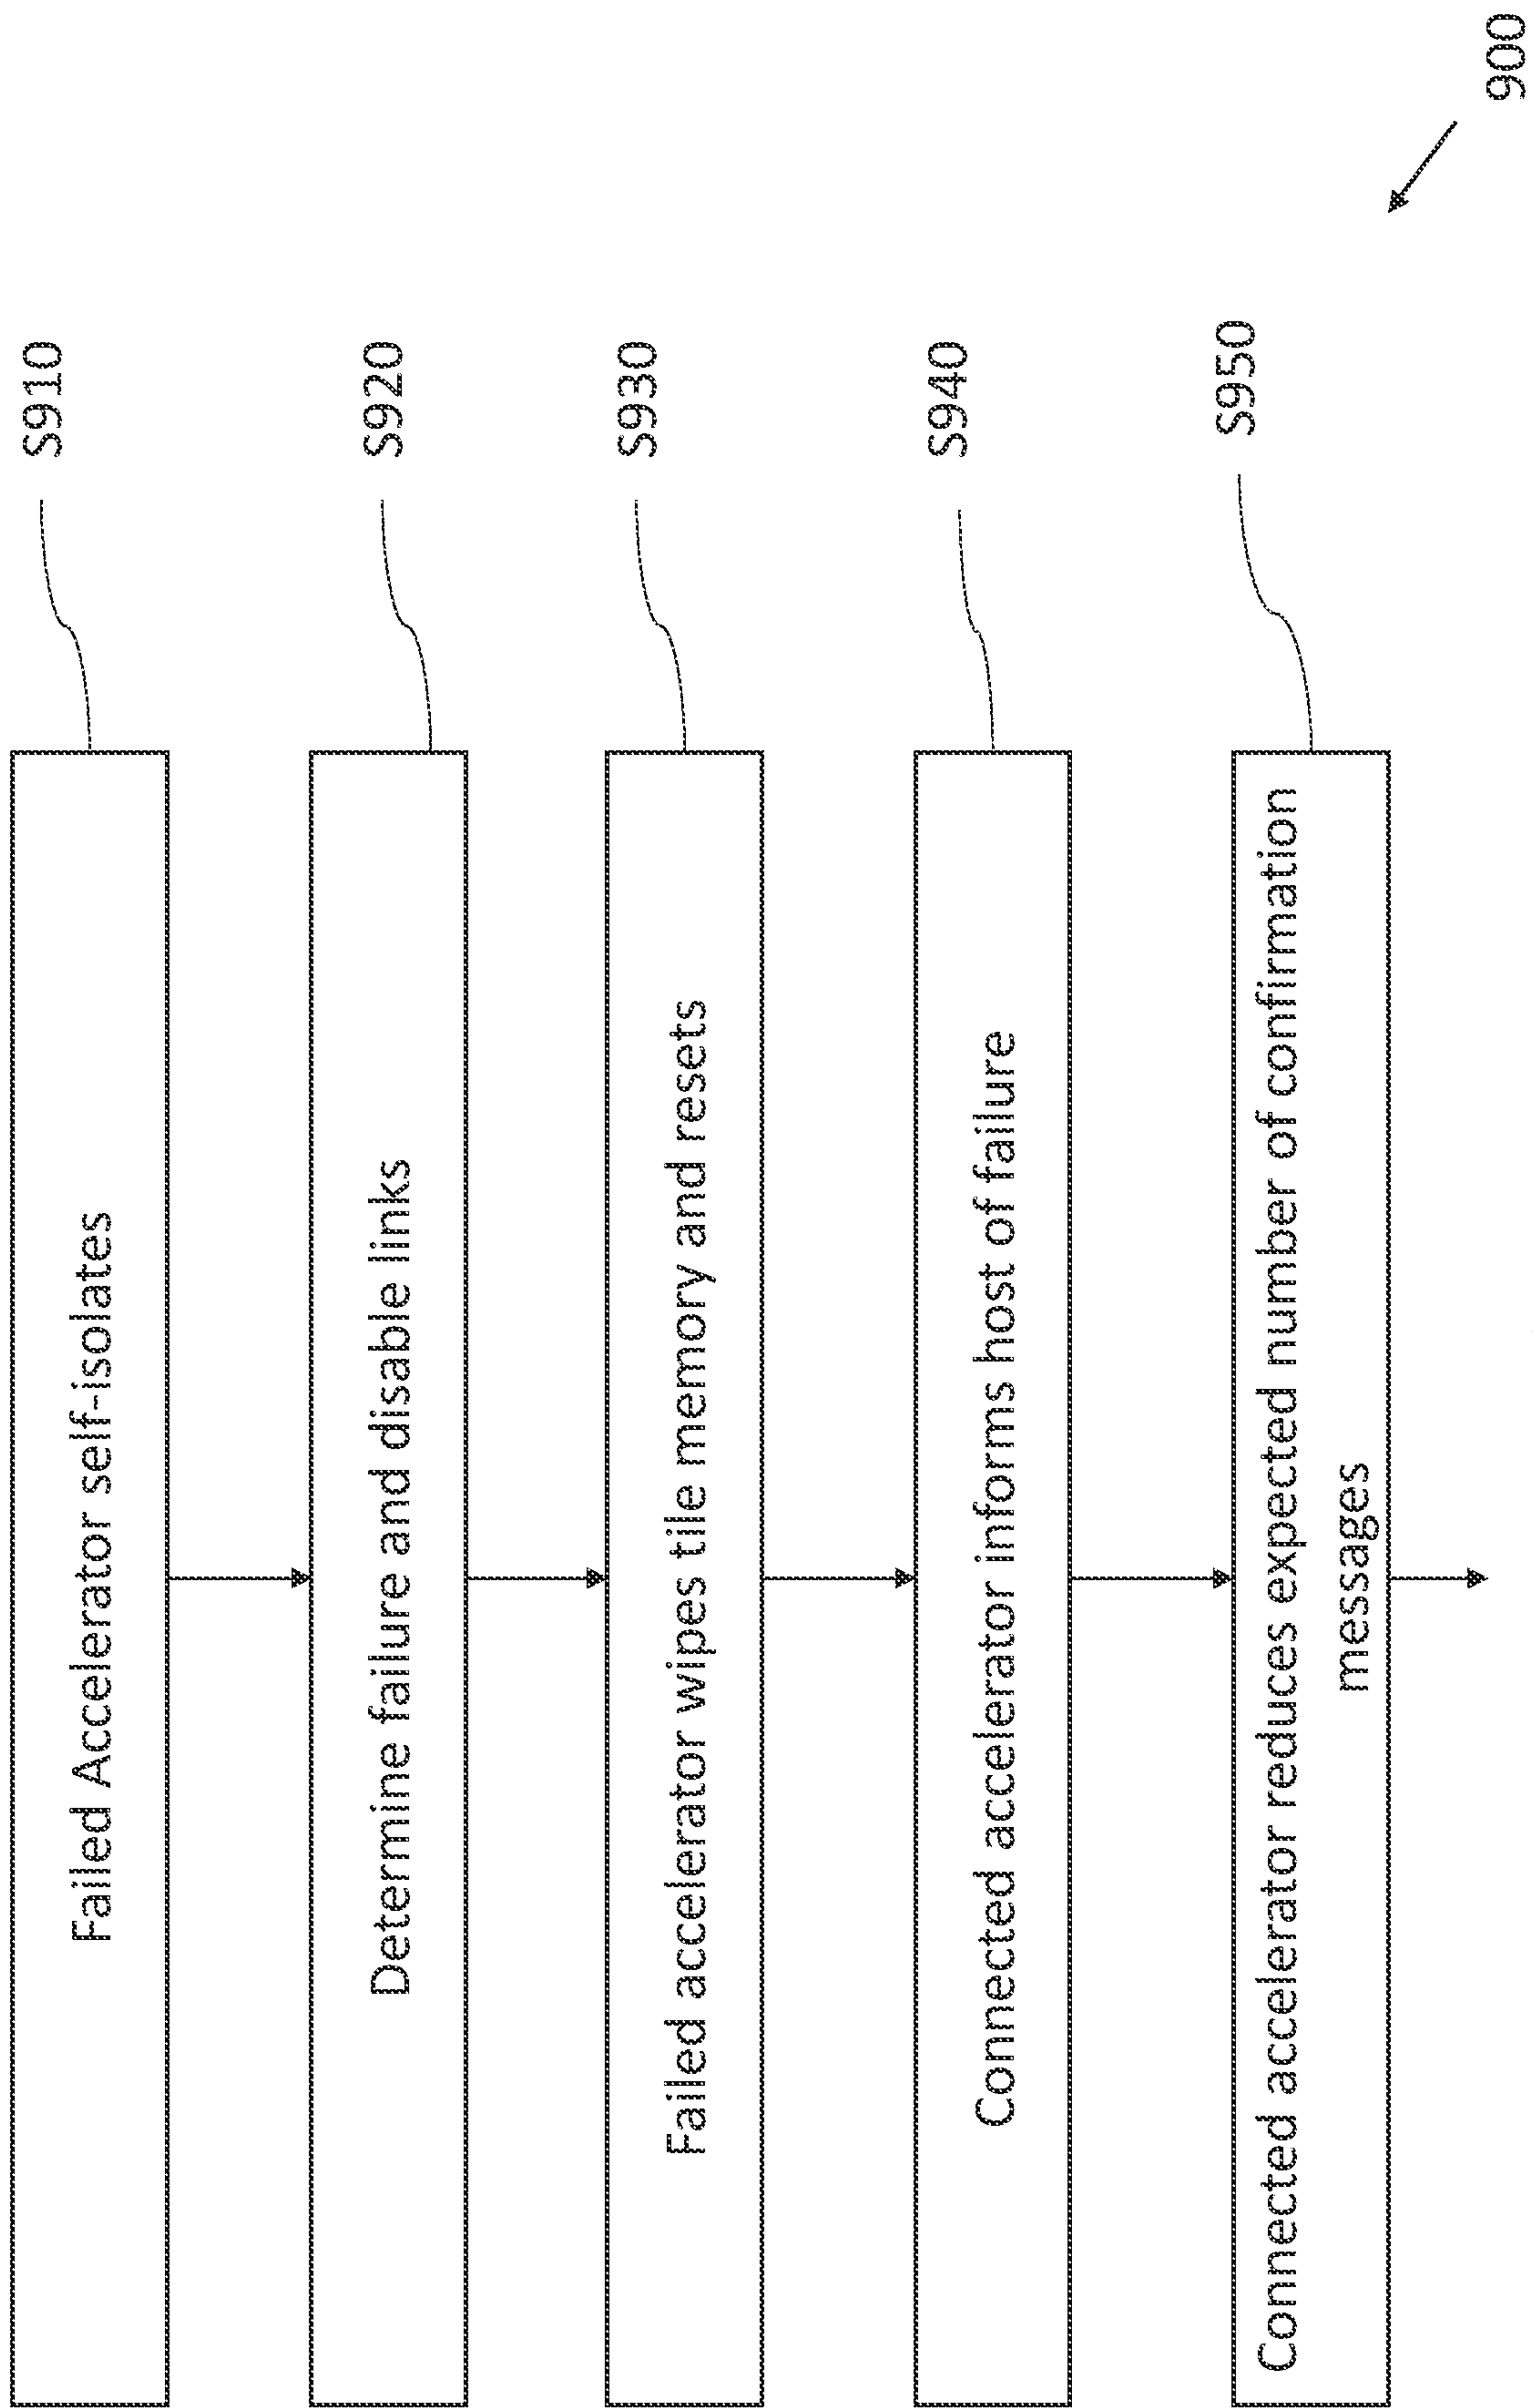 Failed Accelerator self-isolates
S910
Determine failure and disable links
S920
Failed accelerator wipes tile memory and resets
S930
Connected accelerator informs host of failure
S940
Connected accelerator reduces expected number of confirmation
messages
S950
900